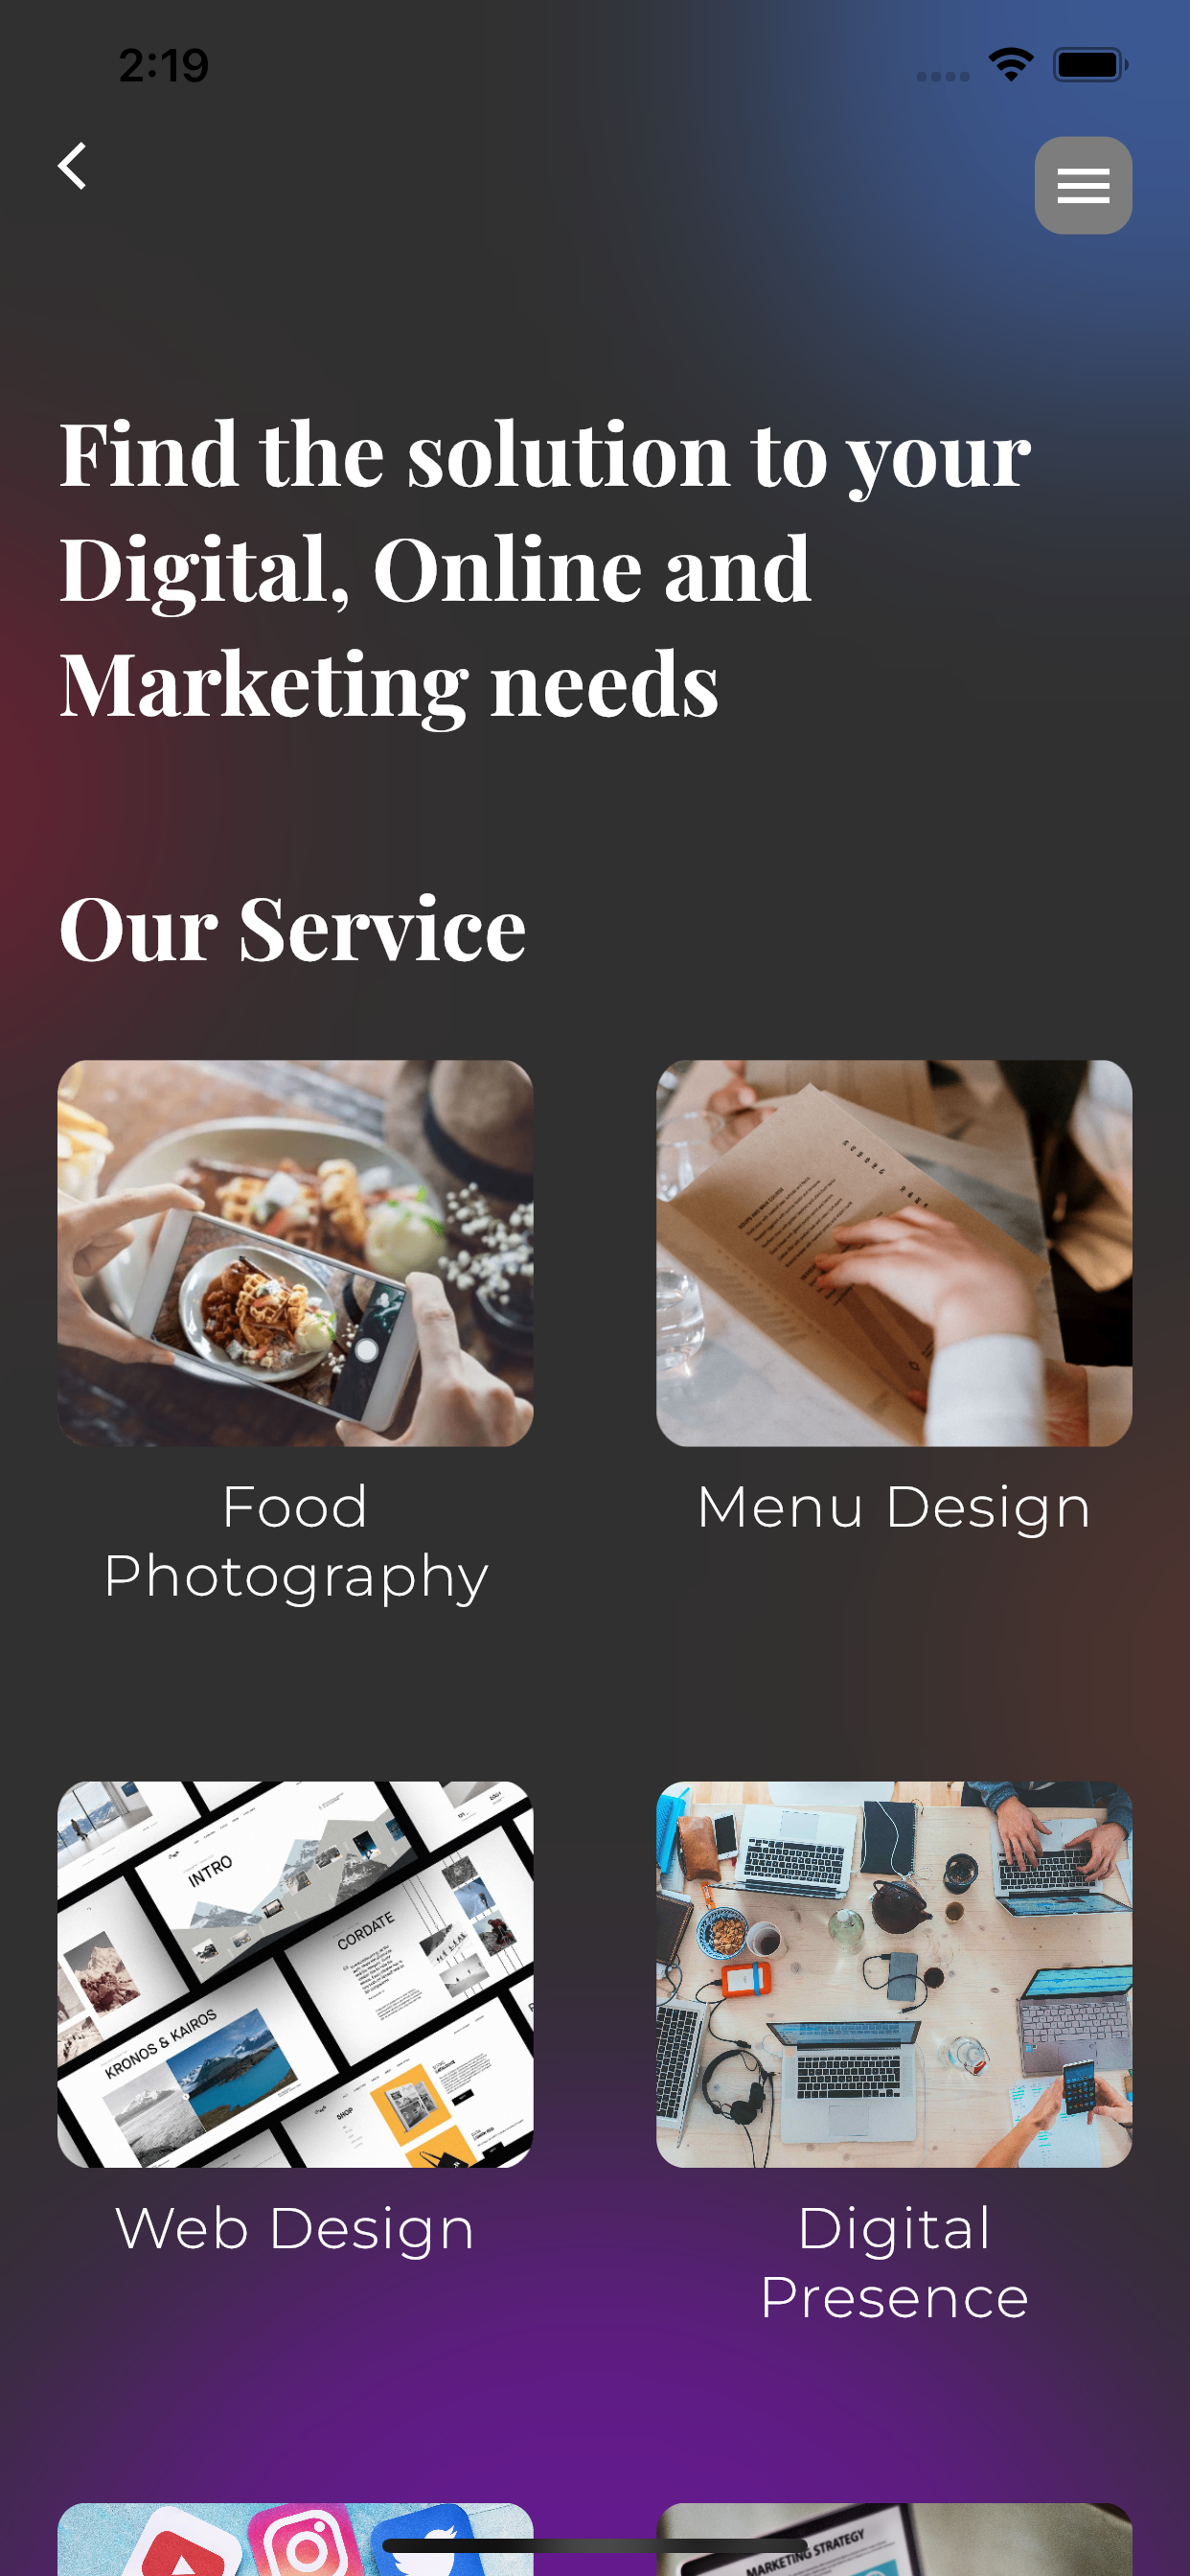 2:19
Find the solution to your
Digital, Online and
Marketing needs
Our Service
Food
Photography
Menu Design
INTRO
CORDATE
KRONOS & KAIROS
SHOP
Web Design
Digital
Presence
MARKETING STRATEGY